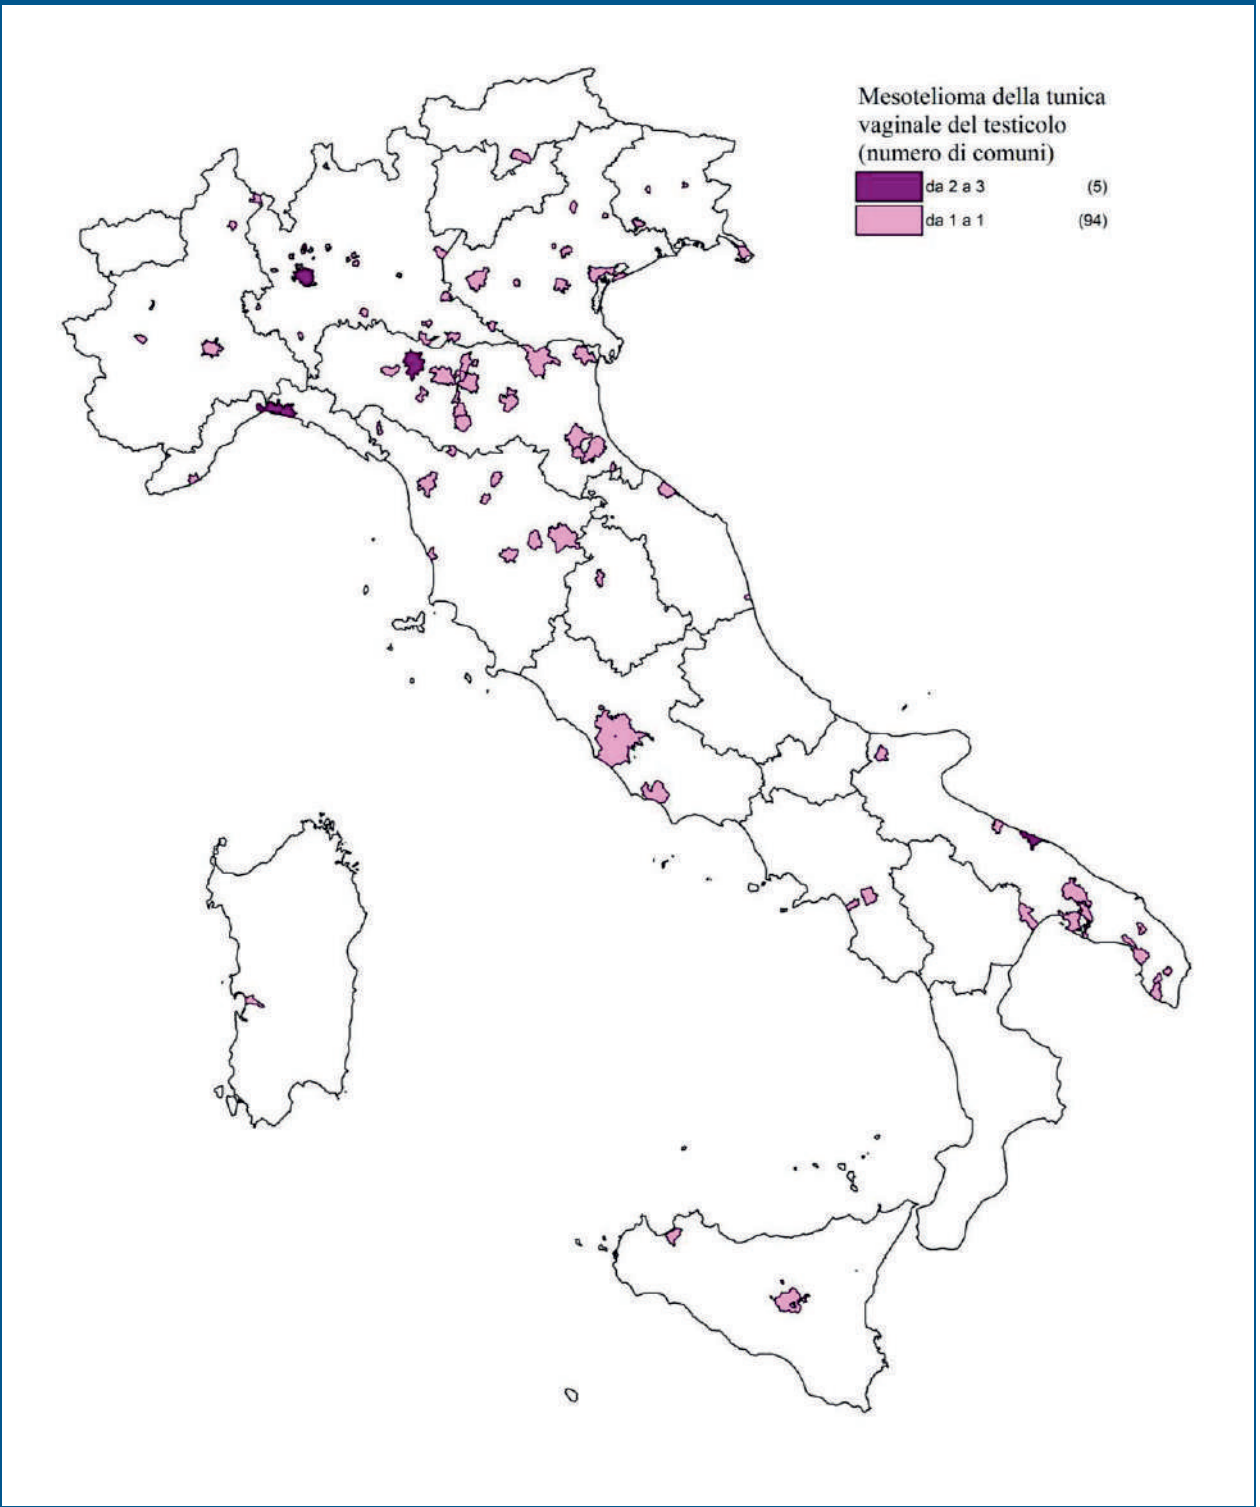 Mesotelioma della tunica
vaginale del testicolo
(numero di comuni)
da 2 a 3 (5)
da 1 a 1 (94)